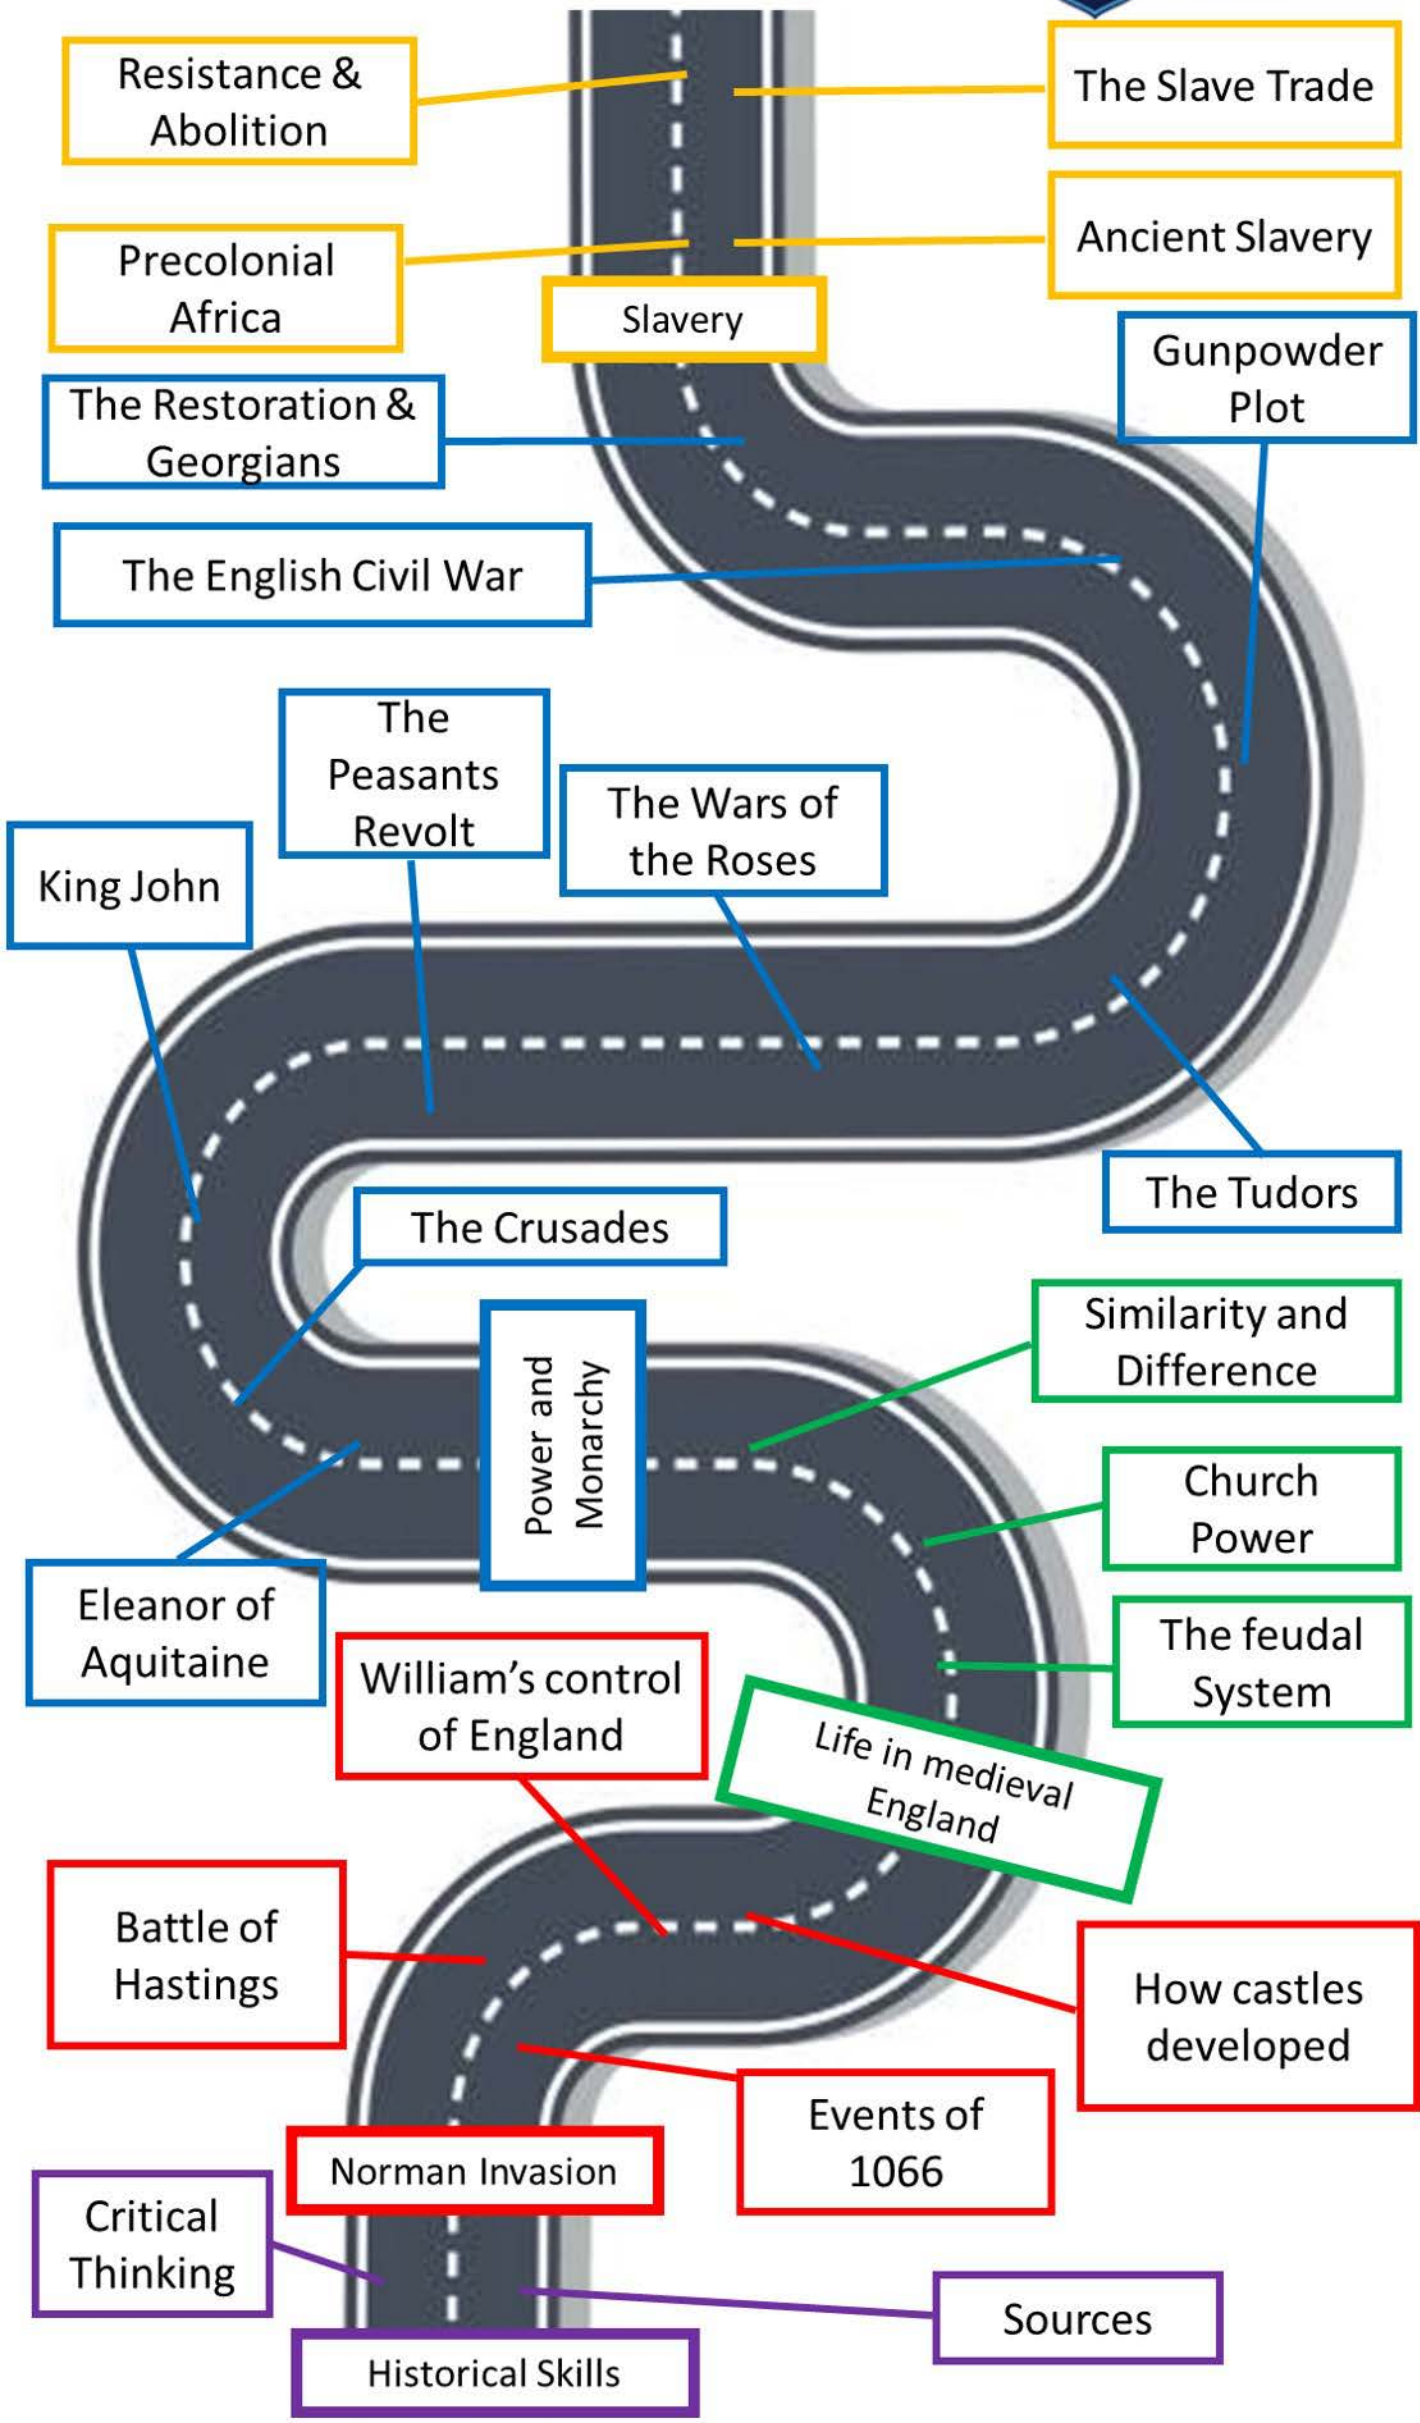 Resistance &
Abolition
The Slave Trade
Precolonial
Africa
Ancient Slavery
Slavery
Gunpowder
Plot
The Restoration &
Georgians
The English Civil War
The
Peasants
Revolt
The Wars of
the Roses
King John
The Tudors
The Crusades
Similarity and
Difference
Power and
Monarchy
Church
Power
Eleanor of
Aquitaine
The feudal
System
William's control
of England
Life in medieval
England
Battle of
Hastings
How castles
developed
Events of
1066
Norman Invasion
Critical
Thinking
Sources
Historical Skills